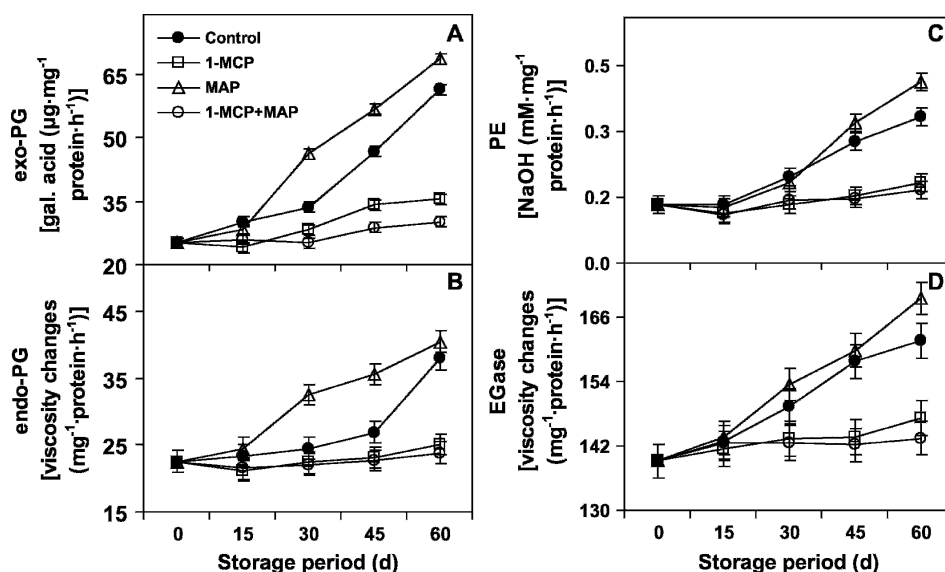 A
Control
1-MCP
MAP
1-MCP+MAP
65
50
35
20
exo-PG
[gal. acid (µg·mg⁻¹
protein·h⁻¹)]
B
45
35
25
15
endo-PG
[viscosity changes
(mg⁻¹·protein·h⁻¹)]
0 15 30 45 60
Storage period (d)
C
0.5
0.3
0.2
0.0
PE
[NaOH (mM·mg⁻¹
protein·h⁻¹)]
D
166
154
142
130
EGase
[viscosity changes
(mg⁻¹·protein·h⁻¹)]
0 15 30 45 60
Storage period (d)